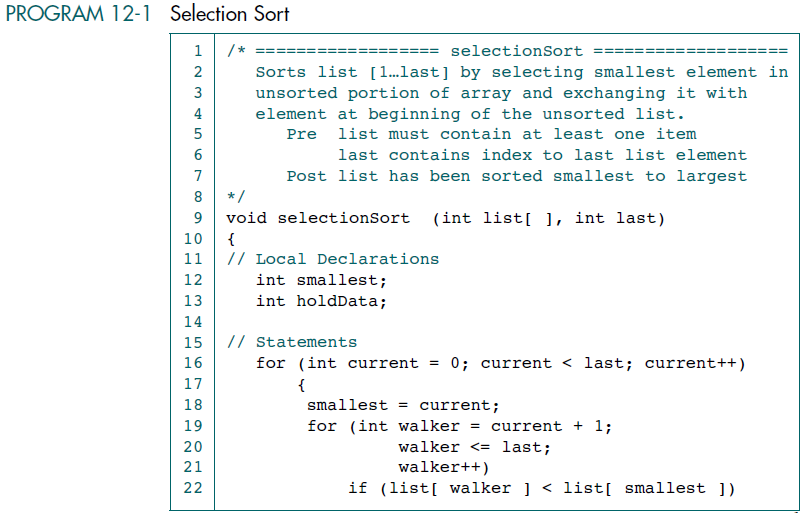 PROGRAM 12-1 Selection Sort
1 /* ================== selectionSort ===================
2 Sorts list [1…last] by selecting smallest element in
3 unsorted portion of array and exchanging it with
4 element at beginning of the unsorted list.
5 Pre list must contain at least one item
6 last contains index to last list element
7 Post list has been sorted smallest to largest
8 */
9 void selectionSort (int list[ ], int last)
10 {
11 // Local Declarations
12 int smallest;
13 int holdData;
14
15 // Statements
16 for (int current = 0; current < last; current++)
17 {
18 smallest = current;
19 for (int walker = current + 1;
20 walker <= last;
21 walker++)
22 if (list[ walker ] < list[ smallest ])